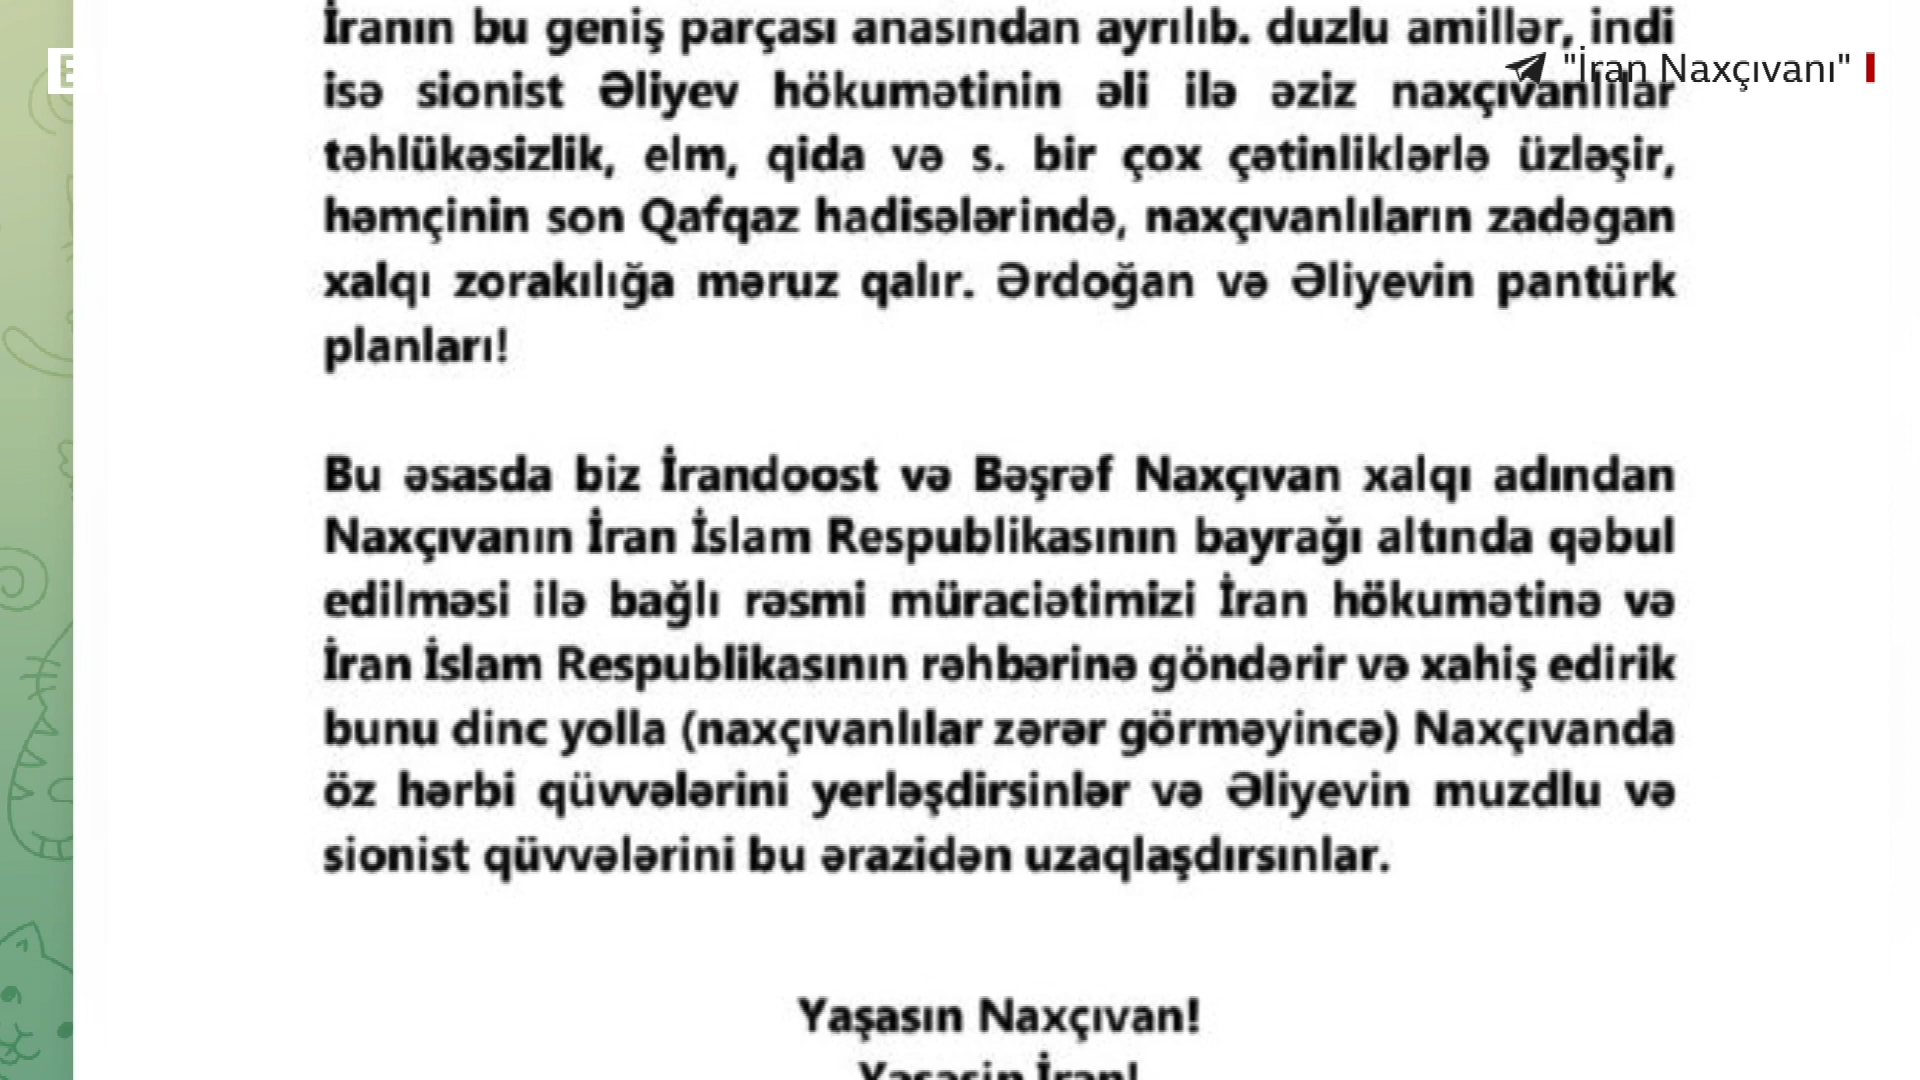 İranın bu geniş parçası anasından ayrılıb. duzlu amillər, indi
"İran Naxçıvanı"
isə sionist Əliyev hökumətinin əli ilə əziz naxçıvanlılar
təhlükəsizlik, elm, qida və s. bir çox çətinliklərlə üzləşir,
həmçinin son Qafqaz hadisələrində, naxçıvanlıların zadəgan
xalqı zorakılığa məruz qalır. Ərdoğan və Əliyevin pantürk
planları!
Bu əsasda biz İrandoost və Bəşrəf Naxçıvan xalqı adından
Naxçıvanın İran İslam Respublikasının bayrağı altında qəbul
edilməsi ilə bağlı rəsmi müraciətimizi İran hökumətinə və
İran İslam Respublikasının rəhbərinə göndərir və xahiş edirik
bunu dinc yolla (naxçıvanlılar zərər görməyincə) Naxçıvanda
öz hərbi qüvvələrini yerləşdirsinlər və Əliyevin muzdlu və
sionist qüvvələrini bu ərazidən uzaqlaşdırsınlar.
Yaşasın Naxçıvan!
Yaşasin İran!